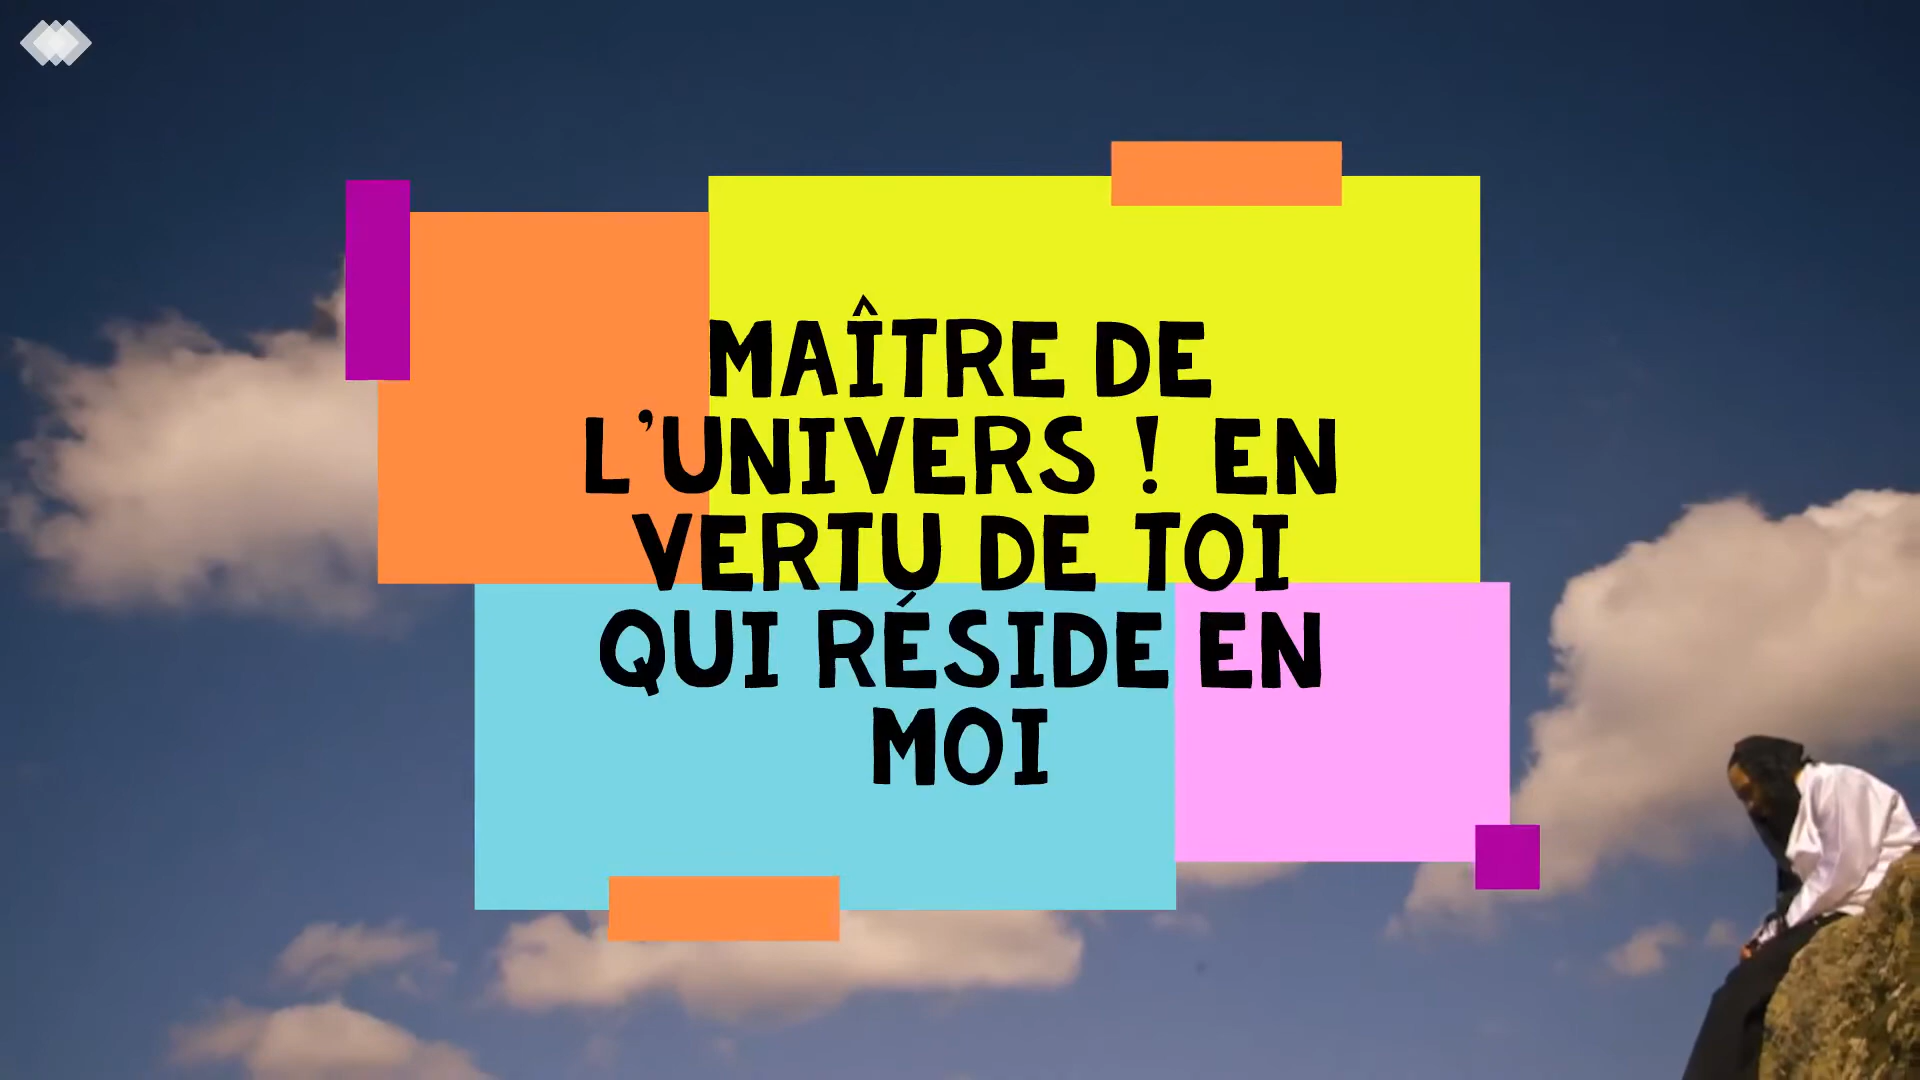 MAÎTRE DE
L'UNIVERS ! EN
VERTU DE TOI
QUI RÉSIDE EN
MOI